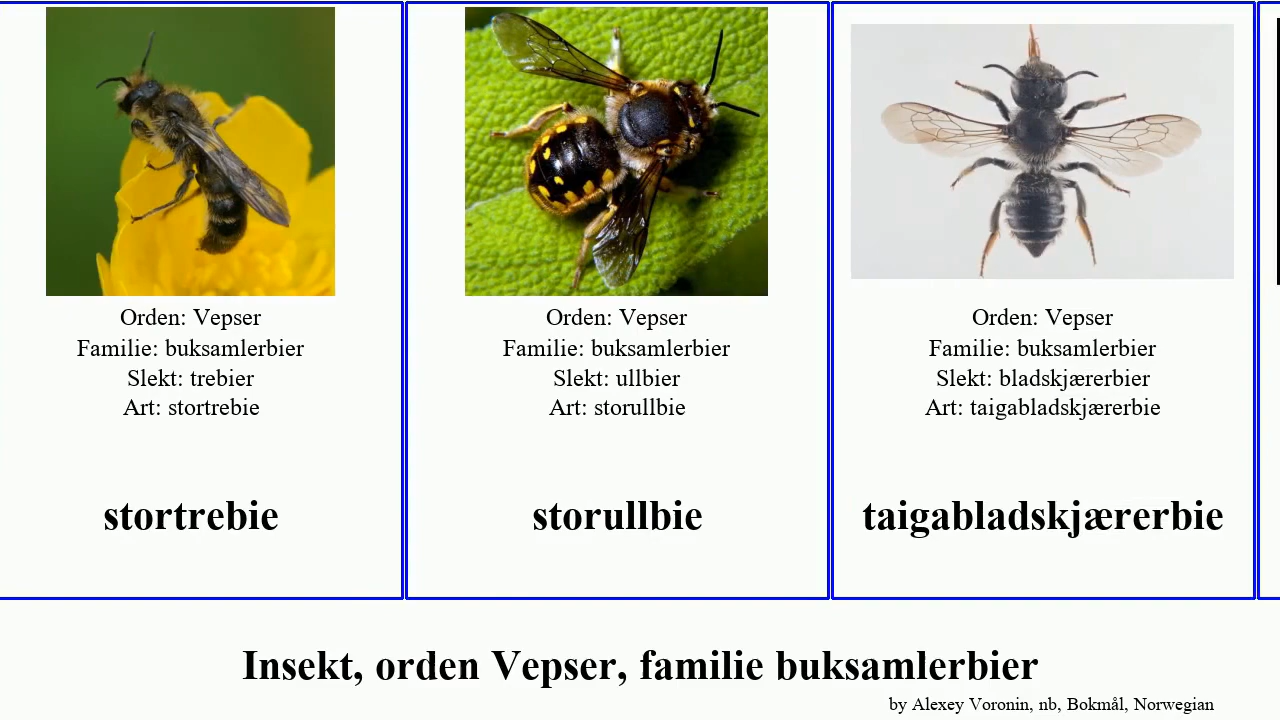 Orden: Vepser
Familie: buksamlerbier
Slekt: trebier
Art: stortrebie
stortrebie
Orden: Vepser
Familie: buksamlerbier
Slekt: ullbier
Art: storullbie
storullbie
Orden: Vepser
Familie: buksamlerbier
Slekt: bladskjærerbier
Art: taigabladskjærerbie
taigabladskjærerbie
Insekt, orden Vepser, familie buksamlerbier
by Alexey Voronin, nb, Bokmål, Norwegian